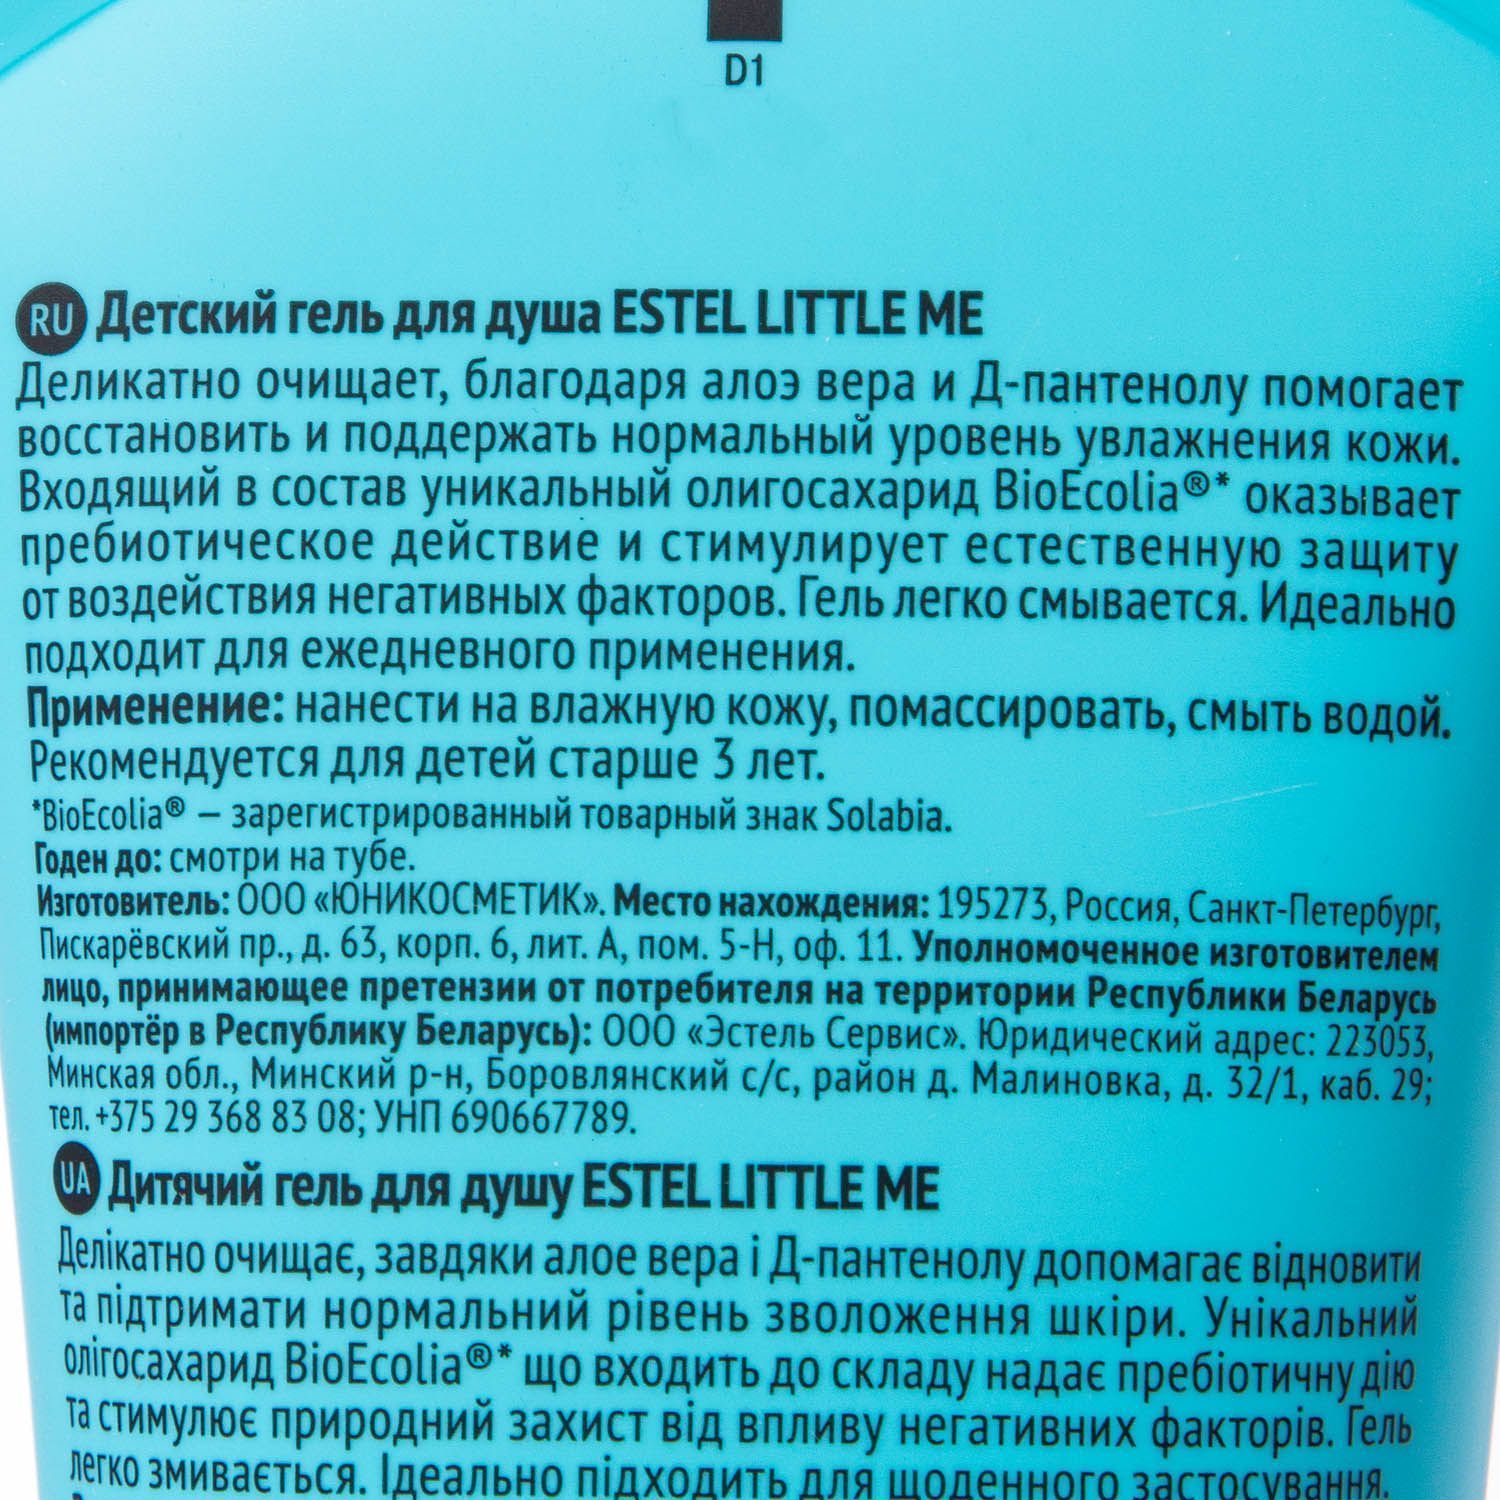 D1
RU Детский гель для душа ESTEL LITTLE ME
Деликатно очищает, благодаря алоэ вера и Д-пантенолу помогает
восстановить и поддержать нормальный уровень увлажнения кожи.
Входящий в состав уникальный олигосахарид BioEcolia®* оказывает
пребиотическое действие и стимулирует естественную защиту
от воздействия негативных факторов. Гель легко смывается. Идеально
подходит для ежедневного применения.
Применение: нанести на влажную кожу, помассировать, смыть водой.
Рекомендуется для детей старше 3 лет.
*BioEcolia® — зарегистрированный товарный знак Solabia.
Годен до: смотри на тубе.
Изготовитель: ООО «ЮНИКОСМЕТИК». Место нахождения: 195273, Россия, Санкт-Петербург,
Пискарёвский пр., д. 63, корп. 6, лит. А, пом. 5-Н, оф. 11. Уполномоченное изготовителем
лицо, принимающее претензии от потребителя на территории Республики Беларусь
(импортёр в Республику Беларусь): ООО «Эстель Сервис». Юридический адрес: 223053,
Минская обл., Минский р-н, Боровлянский с/с, район д. Малиновка, д. 32/1, каб. 29;
тел. +375 29 368 83 08; УНП 690667789.
UA Дитячий гель для душу ESTEL LITTLE ME
Делікатно очищає, завдяки алое вера і Д-пантенолу допомагає відновити
та підтримати нормальний рівень зволоження шкіри. Унікальний
олігосахарид BioEcolia®* що входить до складу надає пребіотичну дію
та стимулює природний захист від впливу негативних факторів. Гель
легко змивається. Ідеально підходить для щоденного застосування.